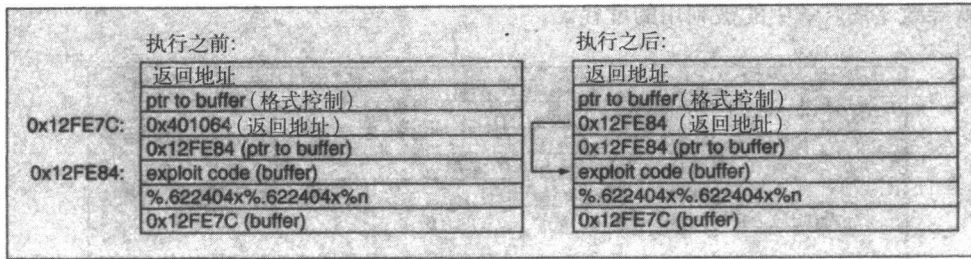 执行之前:
返回地址
ptr to buffer(格式控制)
0x12FE7C: 0x401064 (返回地址)
0x12FE84 (ptr to buffer)
0x12FE84: exploit code (buffer)
%.622404x%.622404x%n
0x12FE7C (buffer)
执行之后:
返回地址
ptr to buffer(格式控制)
0x12FE84 (返回地址)
0x12FE84 (ptr to buffer)
exploit code (buffer)
%.622404x%.622404x%n
0x12FE7C (buffer)